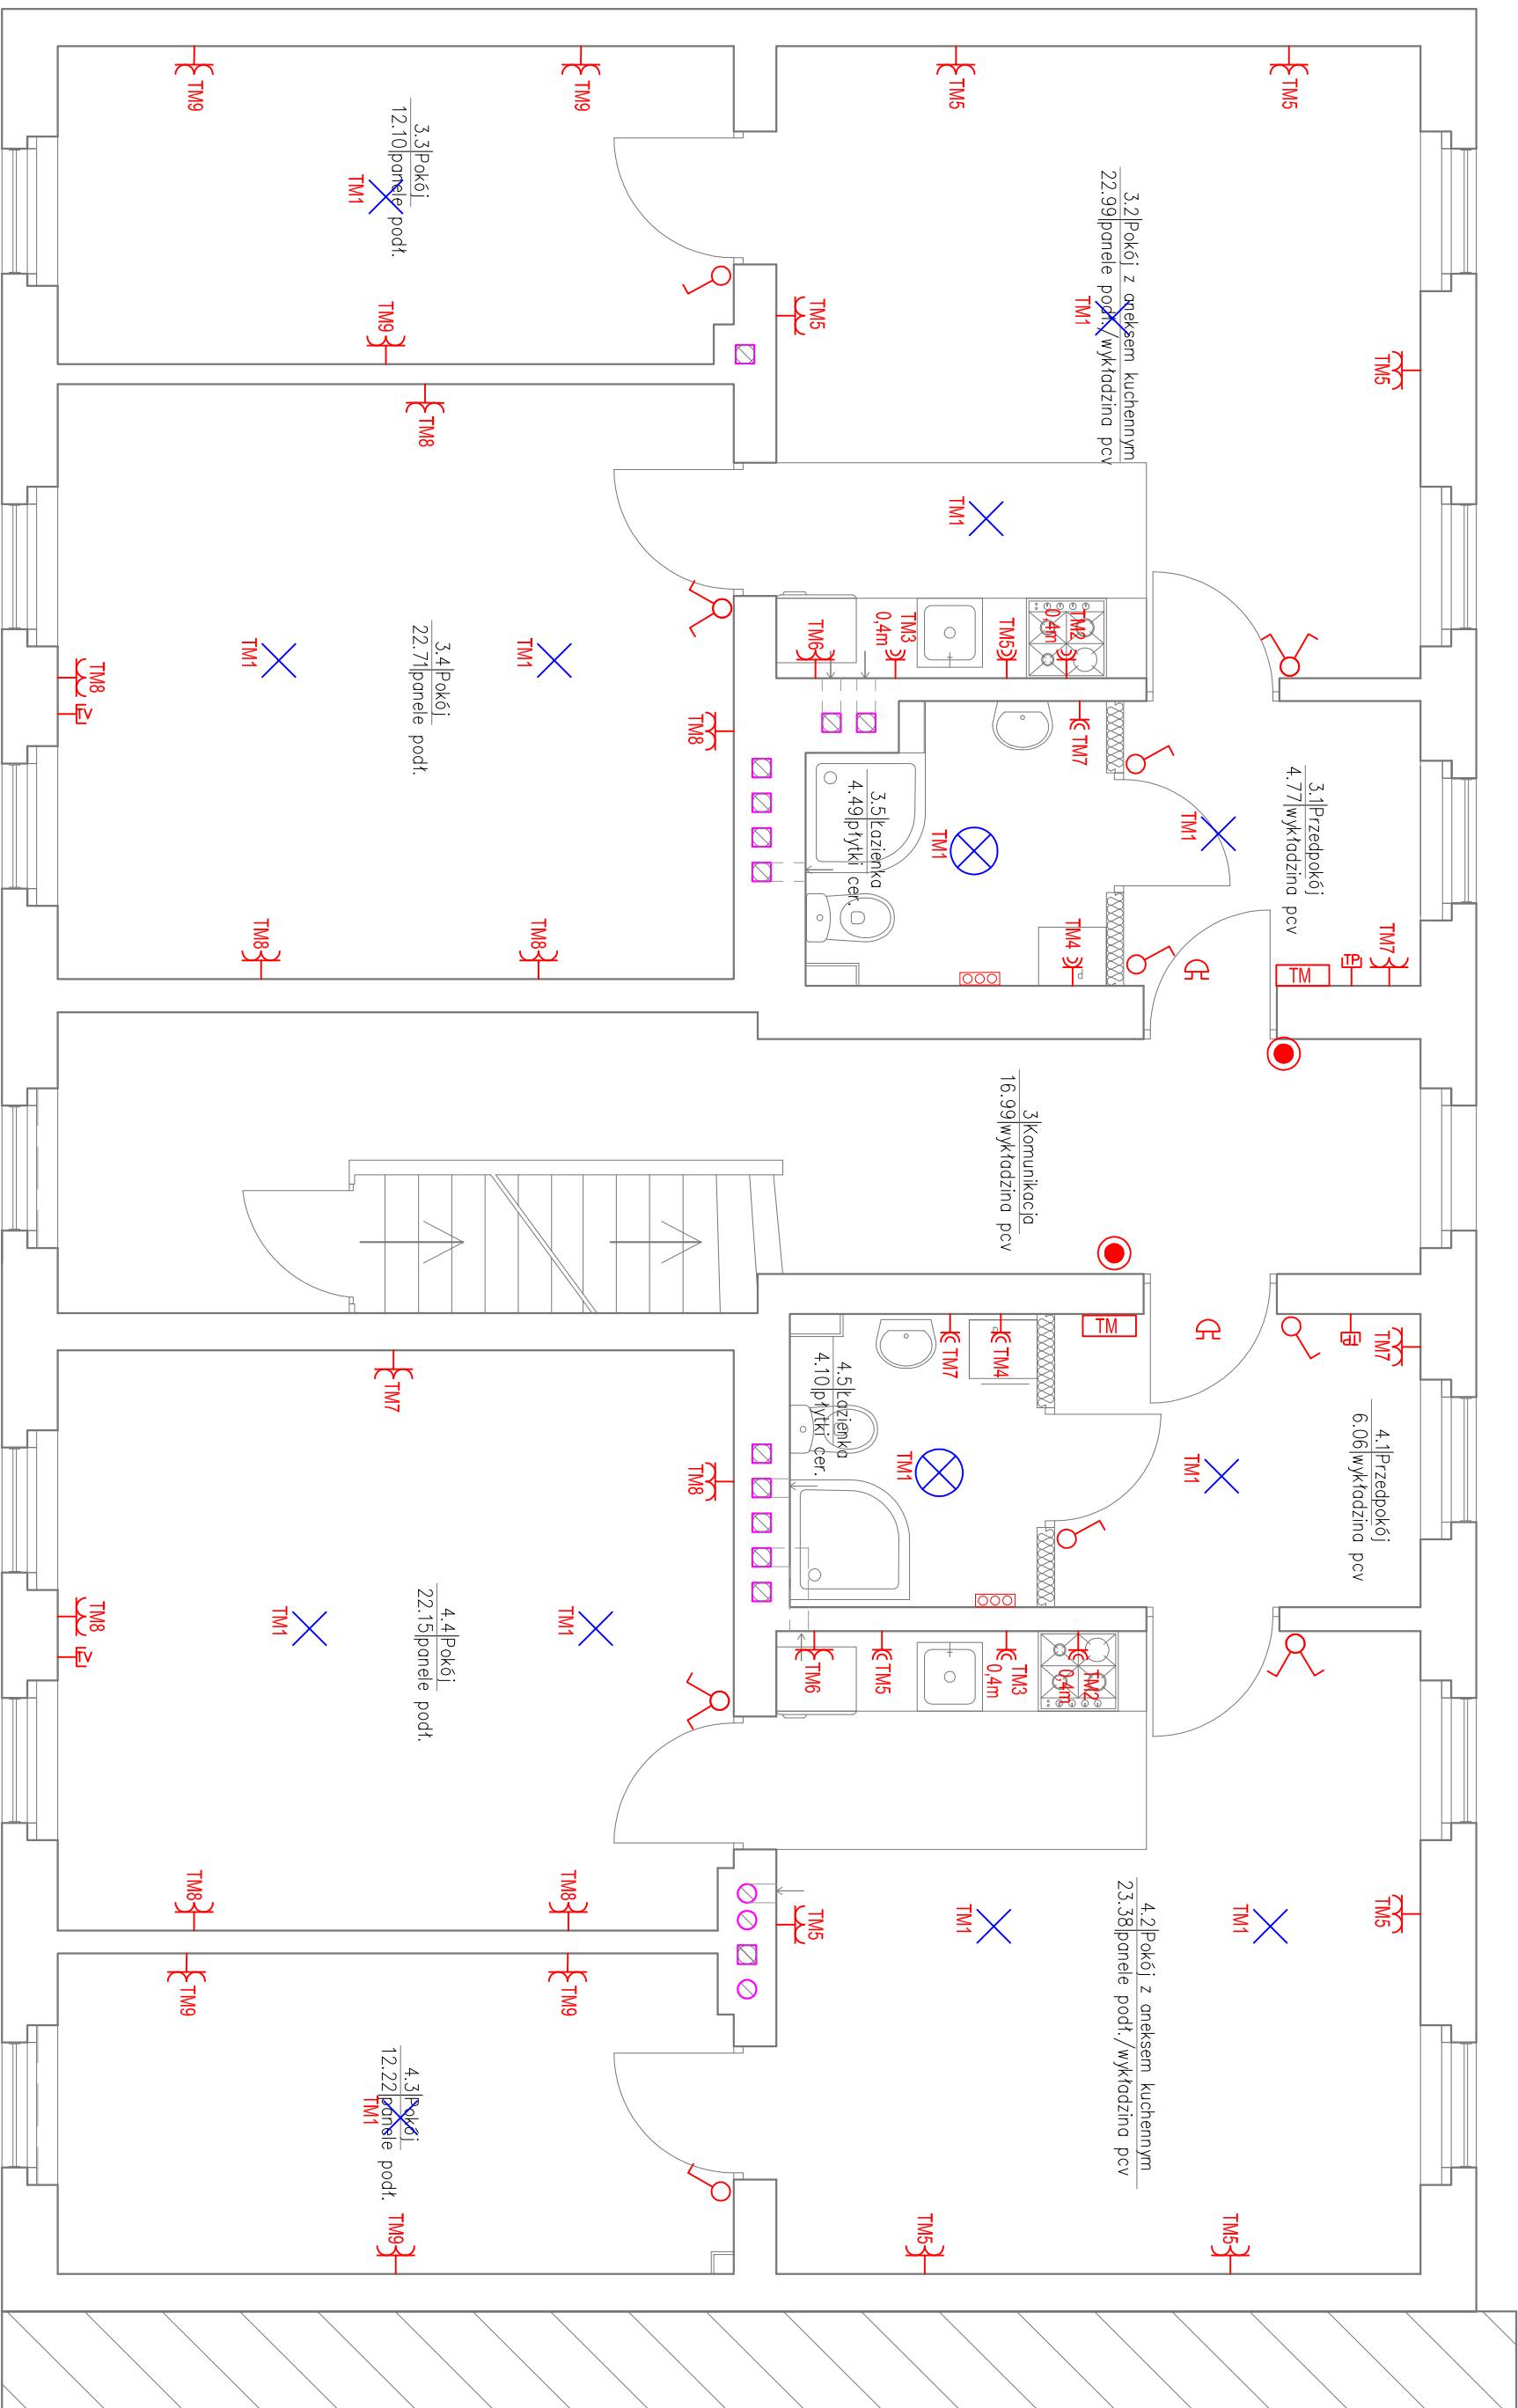 3.3 Pokój
12.10 panele podł.
TM1
TM9
TM9
TM9
3.2 Pokój z aneksem kuchennym
22.99 panele podł./wykładzina pcv
TM1
TM1
TM5
TM5
TM5
TM5
TM6
TM3
0,4m
TM5
TM2
0,4m
3.4 Pokój
22.71 panele podł.
TM1
TM1
TM8
TM8
TM8
TM8
TM8
TV
3.5 Łazienka
4.49 płytki cer.
TM1
TM7
TM4
3.1 Przedpokój
4.77 wykładzina pcv
TM1
TM7
TP
TM
3 Komunikacja
16.99 wykładzina pcv
TM
4.1 Przedpokój
6.06 wykładzina pcv
TM1
TM7
4.5 Łazienka
4.10 płytki cer.
TM1
TM7
TM4
4.4 Pokój
22.15 panele podł.
TM1
TM1
TM7
TM8
TM8
TM8
TM8
TV
TM6
TM5
TM3
0,4m
TM2
0,4m
4.2 Pokój z aneksem kuchennym
23.38 panele podł./wykładzina pcv
TM1
TM1
TM5
TM5
TM5
TM5
4.3 Pokój
12.22 panele podł.
TM1
TM9
TM9
TM9